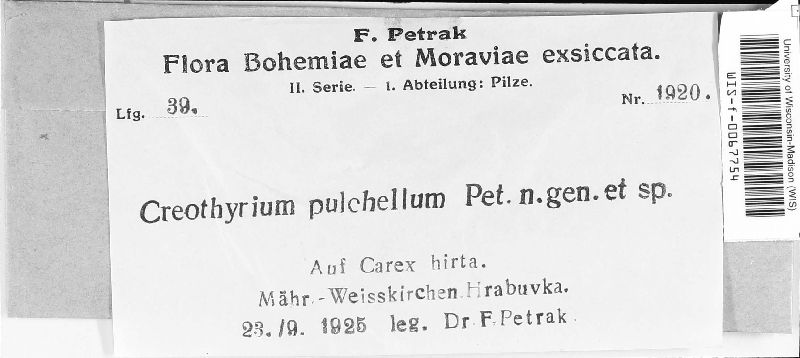 F. Petrak
Flora Bohemiae et Moraviae exsiccata.
II. Serie. — 1. Abteilung: Pilze.
Lfg. 39.
Nr. 1920.
Creothyrium pulchellum Pet. n. gen. et sp.
Auf Carex hirta.
Mähr.-Weisskirchen Hrabuvka.
23./9. 1925 leg. Dr F. Petrak
University of Wisconsin-Madison (WIS)
WIS-f-0067754